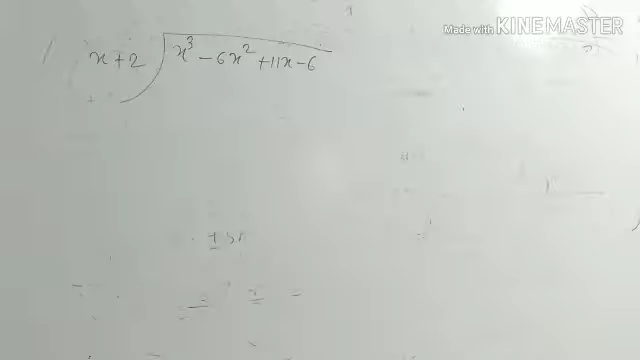 Made with KINEMASTER
x + 2 ) x³ - 6x² + 11x - 6